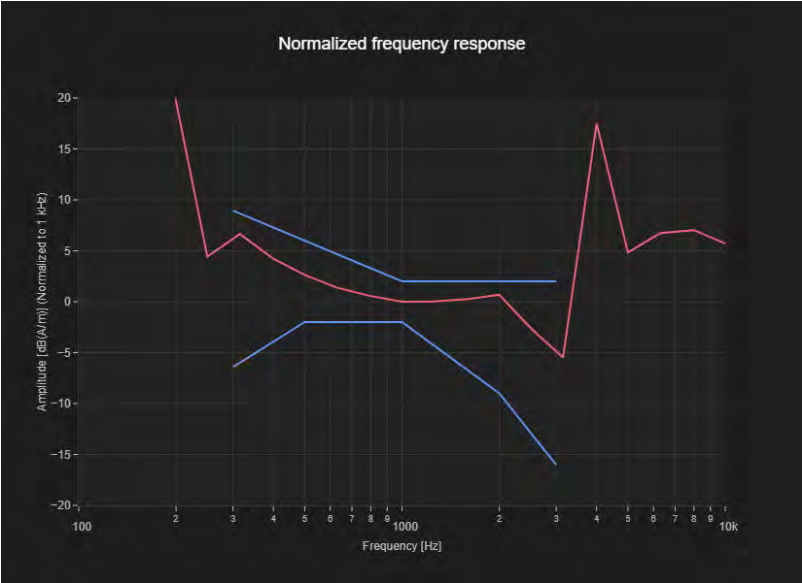 Normalized frequency response
Amplitude [dB(A/m)] (Normalized to 1 kHz)
20
15
10
5
0
−5
−10
−15
−20
100 2 3 4 5 6 7 8 9 1000 2 3 4 5 6 7 8 9 10k
Frequency [Hz]